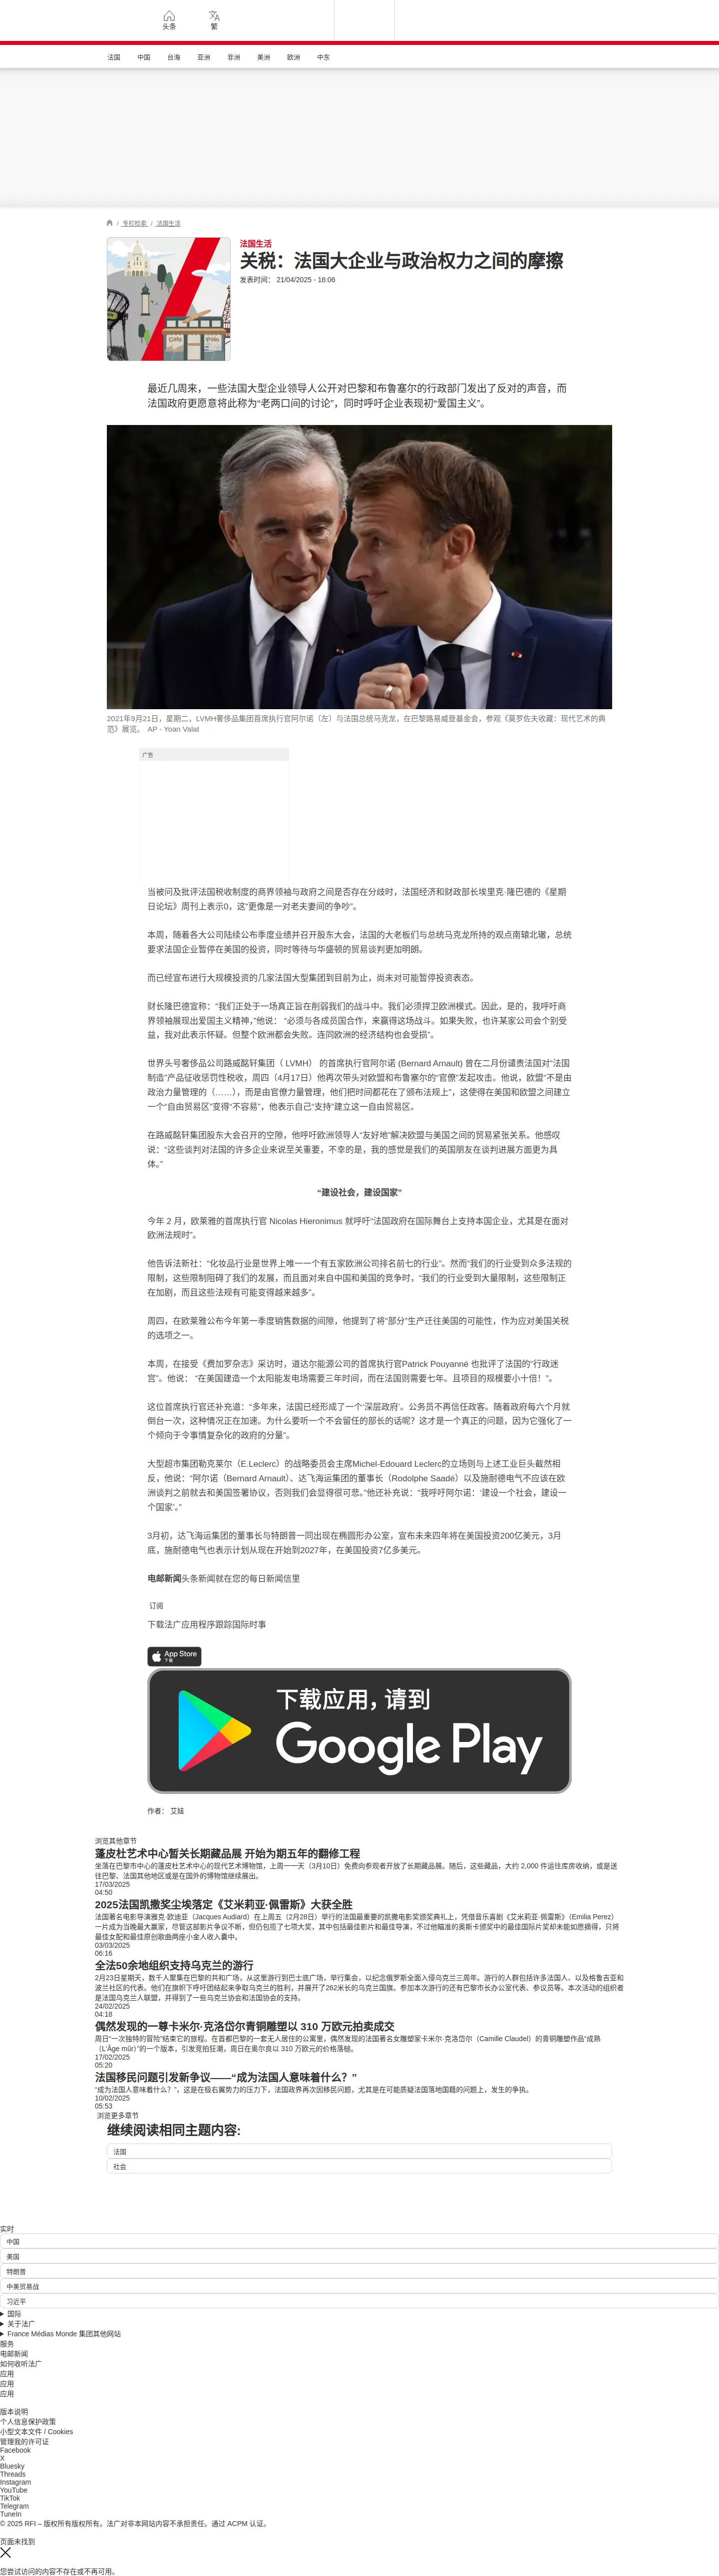 头条
繁
法国
中国
台海
亚洲
非洲
美洲
欧洲
中东
/ 专栏检索 / 法国生活
法国生活
关税：法国大企业与政治权力之间的摩擦
发表时间： 21/04/2025 - 16:06
最近几周来，一些法国大型企业领导人公开对巴黎和布鲁塞尔的行政部门发出了反对的声音，而
法国政府更愿意将此称为“老两口间的讨论”，同时呼吁企业表现初“爱国主义”。
2021年9月21日，星期二，LVMH奢侈品集团首席执行官阿尔诺（左）与法国总统马克龙，在巴黎路易威登基金会，参观《莫罗佐夫收藏：现代艺术的典
范》展览。 AP - Yoan Valat
广告
当被问及批评法国税收制度的商界领袖与政府之间是否存在分歧时，法国经济和财政部长埃里克·隆巴德的《星期
日论坛》周刊上表示0，这“更像是一对老夫妻间的争吵”。
本周，随着各大公司陆续公布季度业绩并召开股东大会，法国的大老板们与总统马克龙所持的观点南辕北辙，总统
要求法国企业暂停在美国的投资，同时等待与华盛顿的贸易谈判更加明朗。
而已经宣布进行大规模投资的几家法国大型集团到目前为止，尚未对可能暂停投资表态。
财长隆巴德宣称：“我们正处于一场真正旨在削弱我们的战斗中。我们必须捍卫欧洲模式。因此，是的，我呼吁商
界领袖展现出爱国主义精神，”他说： “必须与各成员国合作，来赢得这场战斗。如果失败，也许某家公司会个别受
益，我对此表示怀疑。但整个欧洲都会失败。连同欧洲的经济结构也会受损”。
世界头号奢侈品公司路威酩轩集团（ LVMH） 的首席执行官阿尔诺 (Bernard Arnault) 曾在二月份谴责法国对“法国
制造”产品征收惩罚性税收，周四（4月17日）他再次带头对欧盟和布鲁塞尔的“官僚”发起攻击。他说，欧盟“不是由
政治力量管理的（……），而是由官僚力量管理，他们把时间都花在了颁布法规上”，这使得在美国和欧盟之间建立
一个“自由贸易区”变得“不容易”，他表示自己“支持”建立这一自由贸易区。
在路威酩轩集团股东大会召开的空隙，他呼吁欧洲领导人“友好地”解决欧盟与美国之间的贸易紧张关系。他感叹
说：“这些谈判对法国的许多企业来说至关重要，不幸的是，我的感觉是我们的英国朋友在谈判进展方面更为具
体。”
“建设社会，建设国家”
今年 2 月，欧莱雅的首席执行官 Nicolas Hieronimus 就呼吁“法国政府在国际舞台上支持本国企业，尤其是在面对
欧洲法规时”。
他告诉法新社：“化妆品行业是世界上唯一一个有五家欧洲公司排名前七的行业”。然而“我们的行业受到众多法规的
限制，这些限制阻碍了我们的发展，而且面对来自中国和美国的竞争时，“我们的行业受到大量限制，这些限制正
在加剧，而且这些法规有可能变得越来越多”。
周四，在欧莱雅公布今年第一季度销售数据的间隙，他提到了将“部分”生产迁往美国的可能性，作为应对美国关税
的选项之一。
本周，在接受《费加罗杂志》采访时，道达尔能源公司的首席执行官Patrick Pouyanné 也批评了法国的“行政迷
宫”。他说： “在美国建造一个太阳能发电场需要三年时间，而在法国则需要七年。且项目的规模要小十倍！”。
这位首席执行官还补充道：“多年来，法国已经形成了一个‘深层政府’。公务员不再信任政客。随着政府每六个月就
倒台一次，这种情况正在加速。为什么要听一个不会留任的部长的话呢？这才是一个真正的问题，因为它强化了一
个倾向于令事情复杂化的政府的分量”。
大型超市集团勒克莱尔（E.Leclerc）的战略委员会主席Michel-Edouard Leclerc的立场则与上述工业巨头截然相
反，他说：“阿尔诺（Bernard Arnault）、达飞海运集团的董事长（Rodolphe Saadé）以及施耐德电气不应该在欧
洲谈判之前就去和美国签署协议，否则我们会显得很可悲。”他还补充说：“我呼吁阿尔诺：‘建设一个社会，建设一
个国家’。”
3月初，达飞海运集团的董事长与特朗普一同出现在椭圆形办公室，宣布未来四年将在美国投资200亿美元，3月
底，施耐德电气也表示计划从现在开始到2027年，在美国投资7亿多美元。
电邮新闻头条新闻就在您的每日新闻信里
订阅
下载法广应用程序跟踪国际时事
App Store
下载
下载应用，请到
Google Play
作者： 艾娃
浏览其他章节
蓬皮杜艺术中心暂关长期藏品展 开始为期五年的翻修工程
坐落在巴黎市中心的蓬皮杜艺术中心的现代艺术博物馆，上周一一天（3月10日）免费向参观者开放了长期藏品展。随后，这些藏品，大约 2,000 件运往库房收纳，或是送
往巴黎、法国其他地区或是在国外的博物馆继续展出。
17/03/2025
04:50
2025法国凯撒奖尘埃落定《艾米莉亚·佩雷斯》大获全胜
法国著名电影导演雅克·欧迪亚（Jacques Audiard）在上周五（2月28日）举行的法国最重要的凯撒电影奖颁奖典礼上，凭借音乐喜剧《艾米莉亚·佩雷斯》（Emilia Perez）
一片成为当晚最大赢家，尽管这部影片争议不断，但仍包揽了七项大奖，其中包括最佳影片和最佳导演，不过他瞄准的奥斯卡颁奖中的最佳国际片奖却未能如愿摘得，只将
最佳女配和最佳原创歌曲两座小金人收入囊中。
03/03/2025
06:16
全法50余地组织支持乌克兰的游行
2月23日星期天，数千人聚集在巴黎的共和广场，从这里游行到巴士底广场，举行集会，以纪念俄罗斯全面入侵乌克兰三周年。游行的人群包括许多法国人、以及格鲁吉亚和
波兰社区的代表。他们在旗帜下呼吁团结起来争取乌克兰的胜利，并展开了262米长的乌克兰国旗。参加本次游行的还有巴黎市长办公室代表、参议员等。本次活动的组织者
是法国乌克兰人联盟，并得到了一些乌克兰协会和法国协会的支持。
24/02/2025
04:18
偶然发现的一尊卡米尔·克洛岱尔青铜雕塑以 310 万欧元拍卖成交
周日“一次独特的冒险”结束它的旅程。在首都巴黎的一套无人居住的公寓里，偶然发现的法国著名女雕塑家卡米尔·克洛岱尔（Camille Claudel）的青铜雕塑作品“成熟
（L'Âge mûr）”的一个版本，引发竞拍狂潮，周日在奥尔良以 310 万欧元的价格落槌。
17/02/2025
05:20
法国移民问题引发新争议——“成为法国人意味着什么？”
“成为法国人意味着什么？”，这是在极右翼势力的压力下，法国政界再次因移民问题，尤其是在可能质疑法国落地国籍的问题上，发生的争执。
10/02/2025
05:53
浏览更多章节
继续阅读相同主题内容:
法国
社会
实时
中国
美国
特朗普
中美贸易战
习近平
国际
关于法广
France Médias Monde 集团其他网站
服务
电邮新闻
如何收听法广
应用
应用
应用
版本说明
个人信息保护政策
小型文本文件 / Cookies
管理我的许可证
Facebook
X
Bluesky
Threads
Instagram
YouTube
TikTok
Telegram
TuneIn
© 2025 RFI – 版权所有版权所有。法广对非本网站内容不承担责任。通过 ACPM 认证。
页面未找到
您尝试访问的内容不存在或不再可用。